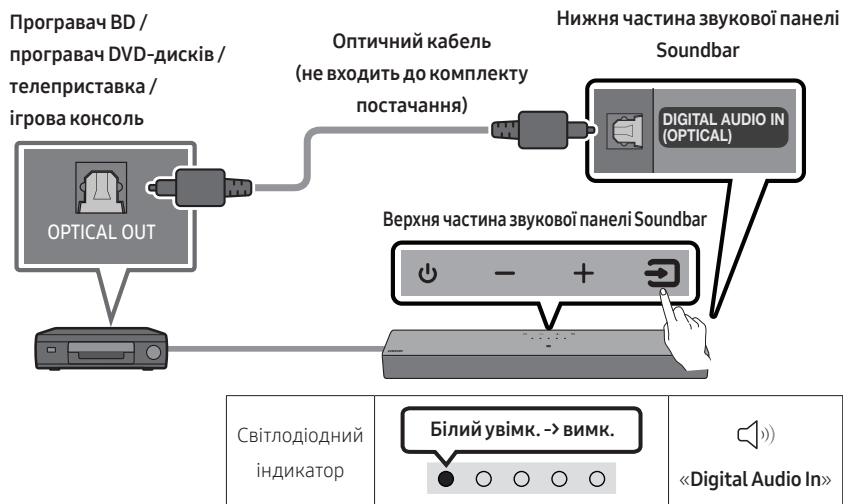 Програвач BD /
програвач DVD-дисків /
телеприставка /
ігрова консоль
Оптичний кабель
(не входить до комплекту
постачання)
Нижня частина звукової панелі
Soundbar
DIGITAL AUDIO IN
(OPTICAL)
OPTICAL OUT
Верхня частина звукової панелі Soundbar
Світлодіодний
індикатор
Білий увімк. -> вимк.
«Digital Audio In»